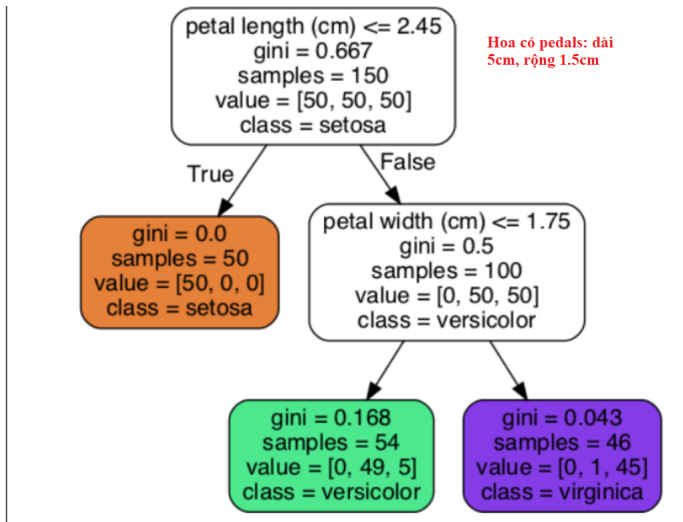 petal length (cm) <= 2.45
gini = 0.667
samples = 150
value = [50, 50, 50]
class = setosa
Hoa có pedals: dài
5cm, rộng 1.5cm
True
False
gini = 0.0
samples = 50
value = [50, 0, 0]
class = setosa
petal width (cm) <= 1.75
gini = 0.5
samples = 100
value = [0, 50, 50]
class = versicolor
gini = 0.168
samples = 54
value = [0, 49, 5]
class = versicolor
gini = 0.043
samples = 46
value = [0, 1, 45]
class = virginica